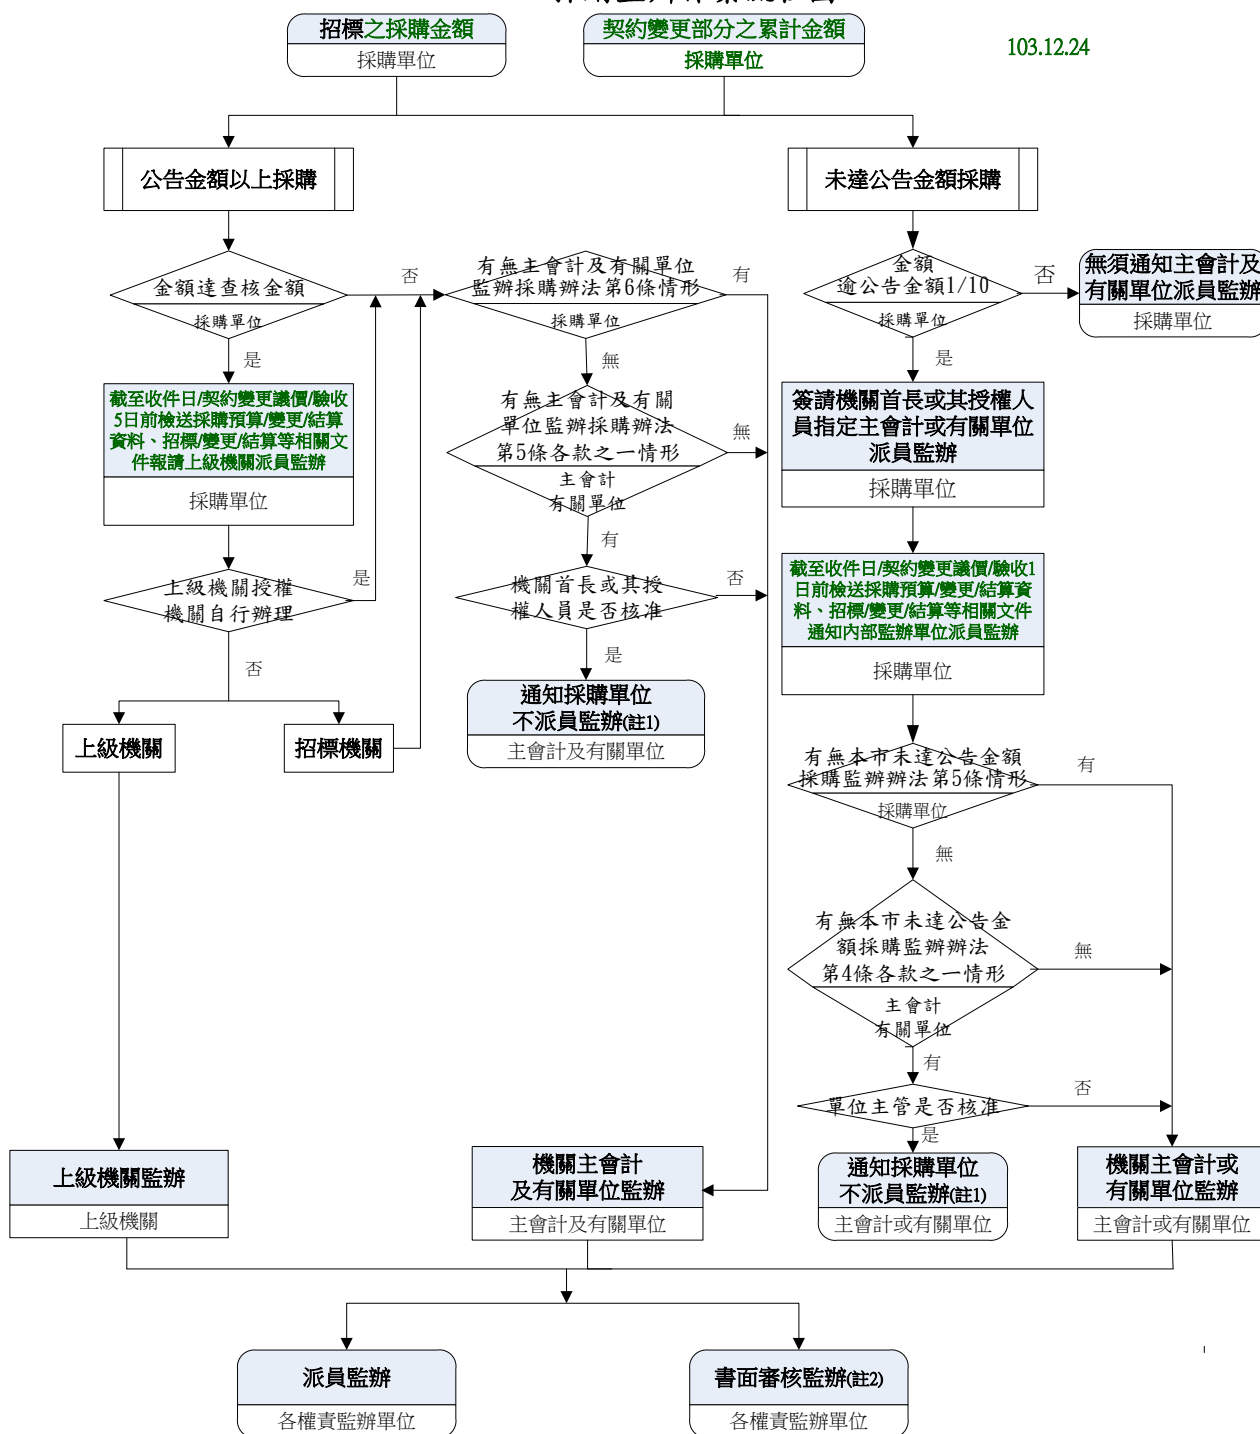 招標之採購金額
採購單位
契約變更部分之累計金額
採購單位
103.12.24
公告金額以上採購
未達公告金額採購
金額達查核金額
採購單位
否
是
有無主會計及有關單位
監辦採購辦法第6條情形
採購單位
有
無
金額
逾公告金額1/10
採購單位
否
是
無須通知主會計及
有關單位派員監辦
採購單位
截至收件日/契約變更議價/驗收
5日前檢送採購預算/變更/結算
資料、招標/變更/結算等相關文
件報請上級機關派員監辦
採購單位
有無主會計及有關
單位監辦採購辦法
第5條各款之一情形
主會計
有關單位
無
有
簽請機關首長或其授權人
員指定主會計或有關單位
派員監辦
採購單位
上級機關授權
機關自行辦理
是
否
機關首長或其授
權人員是否核准
否
是
截至收件日/契約變更議價/驗收1
日前檢送採購預算/變更/結算資
料、招標/變更/結算等相關文件
通知內部監辦單位派員監辦
採購單位
上級機關
招標機關
通知採購單位
不派員監辦(註1)
主會計及有關單位
有無本市未達公告金額
採購監辦辦法第5條情形
採購單位
有
無
有無本市未達公告金
額採購監辦辦法
第4條各款之一情形
主會計
有關單位
無
有
單位主管是否核准
否
是
上級機關監辦
上級機關
機關主會計
及有關單位監辦
主會計及有關單位
通知採購單位
不派員監辦(註1)
主會計或有關單位
機關主會計或
有關單位監辦
主會計或有關單位
派員監辦
各權責監辦單位
書面審核監辦(註2)
各權責監辦單位